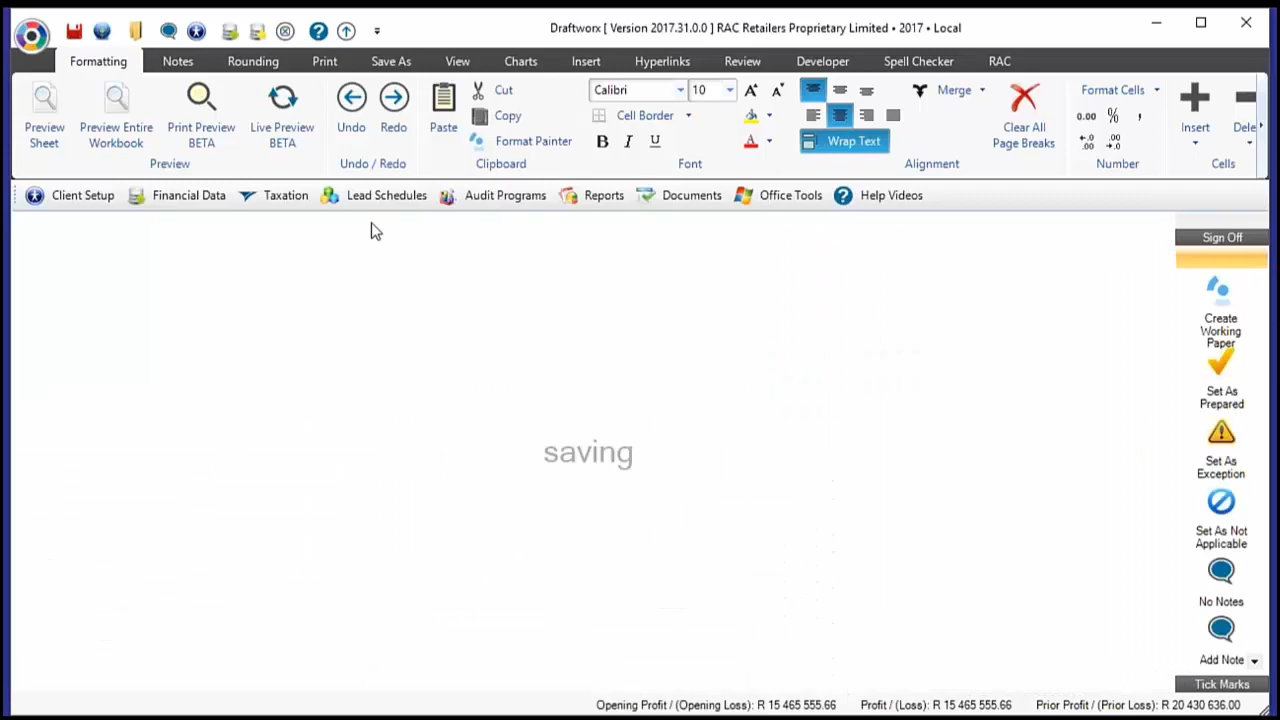 Draftworx [ Version 2017.31.0.0 ] RAC Retailers Proprietary Limited • 2017 • Local
Formatting Notes Rounding Print Save As View Charts Insert Hyperlinks Review Developer Spell Checker RAC
Preview Sheet
Preview Entire Workbook
Print Preview BETA
Live Preview BETA
Preview
Undo
Redo
Undo / Redo
Paste
Cut
Copy
Format Painter
Clipboard
Calibri 10
Cell Border
B I U
Font
Merge
Wrap Text
Clear All Page Breaks
Alignment
Format Cells
0.00 % ,
Number
Insert
Dele
Cells
Client Setup Financial Data Taxation Lead Schedules Audit Programs Reports Documents Office Tools Help Videos
saving
Sign Off
Create
Working
Paper
Set As
Prepared
Set As
Exception
Set As Not
Applicable
No Notes
Add Note
Tick Marks
Opening Profit / (Opening Loss): R 15 465 555.66 Profit / (Loss): R 15 465 555.66 Prior Profit / (Prior Loss): R 20 430 636.00